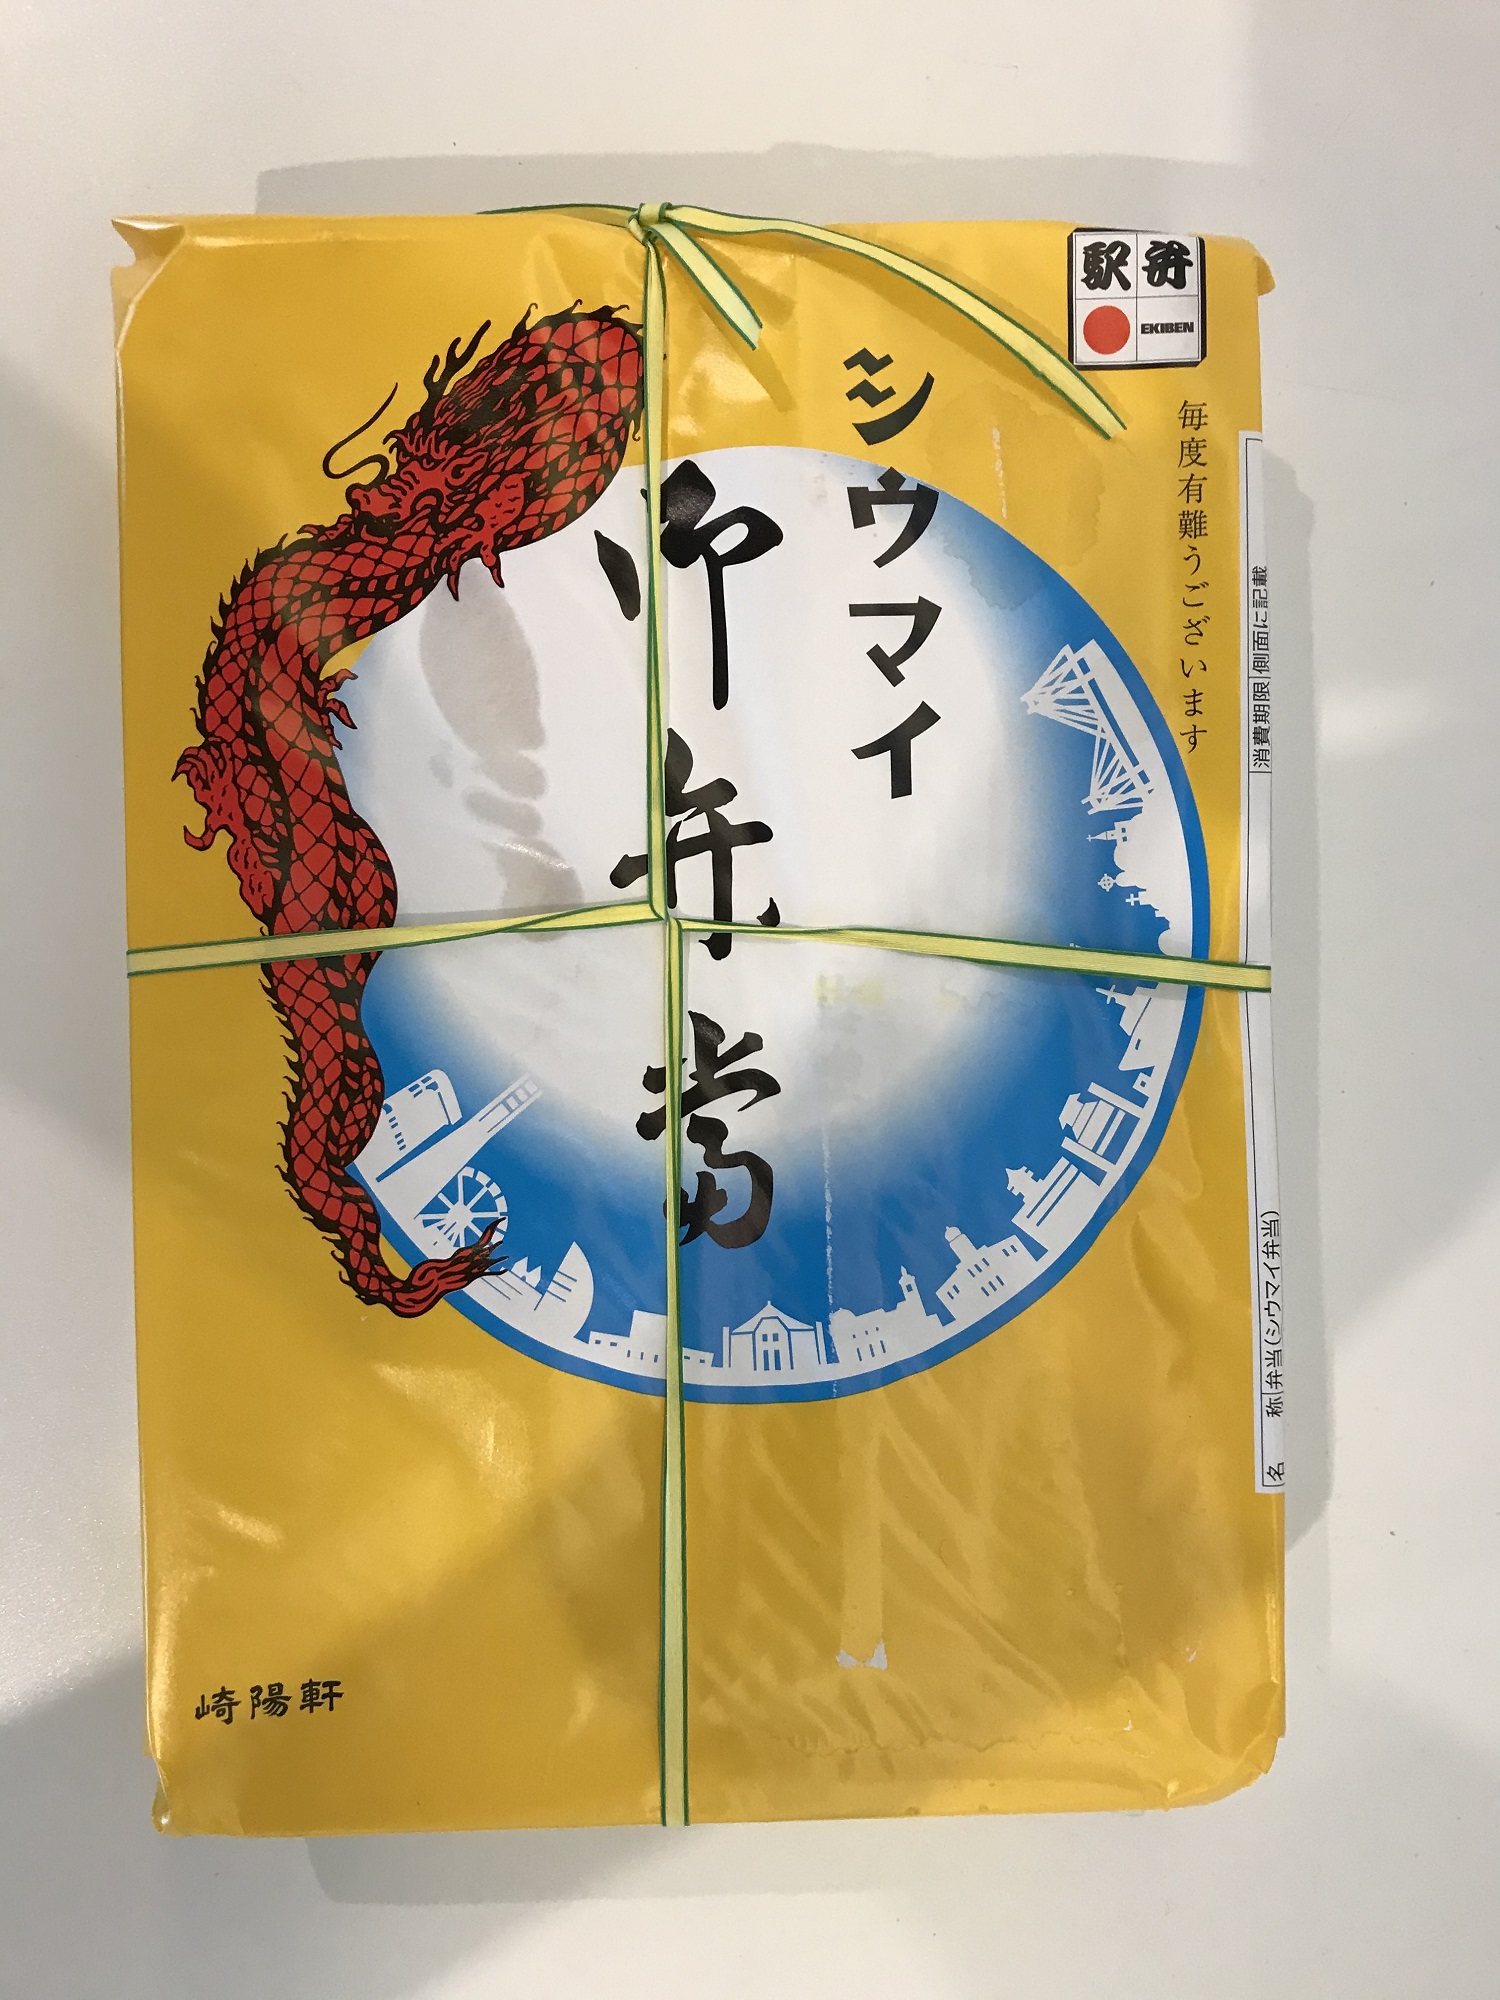 駅弁
EKIBEN
毎度有難うございます
シウマイ
御弁當
崎陽軒
消費期限 側面に記載
名称 弁当(シウマイ弁当)